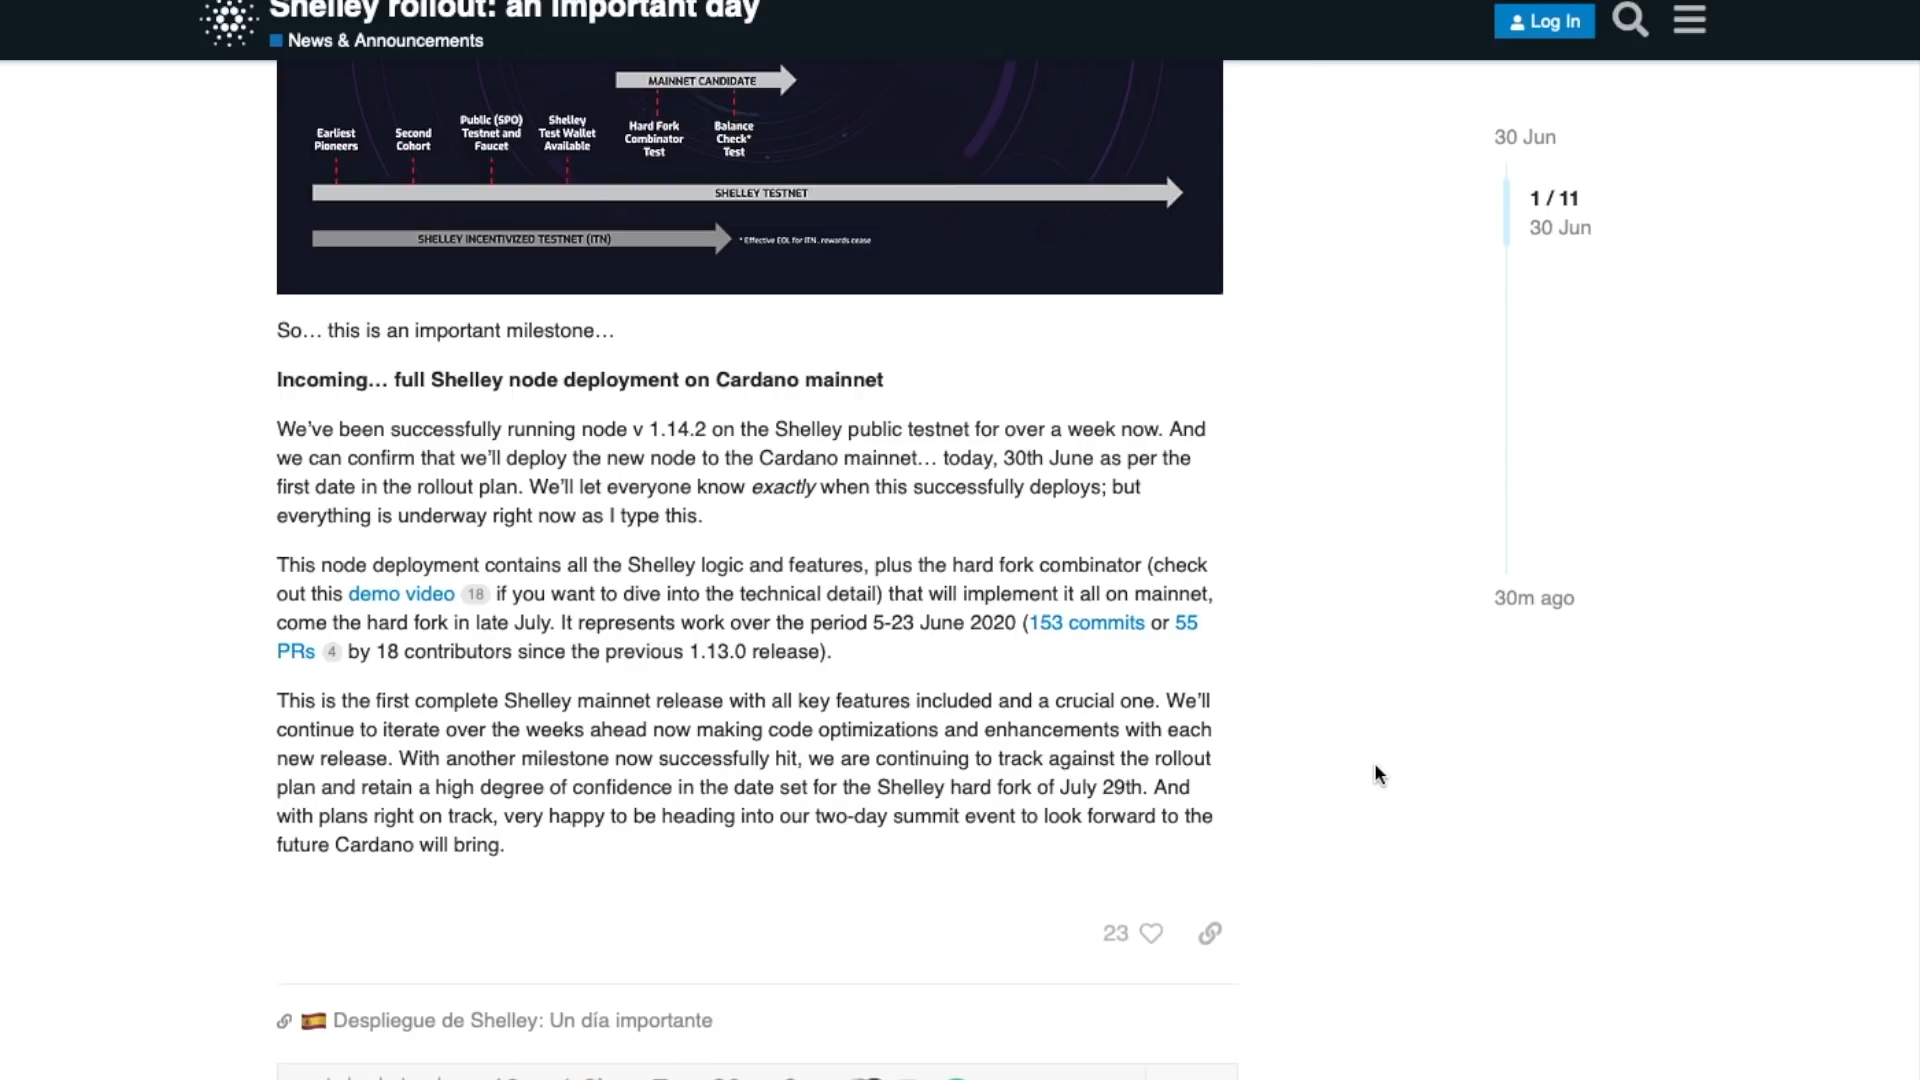 Shelley rollout: an important day
News & Announcements
Log In
MAINNET CANDIDATE
Earliest
Pioneers
Second
Cohort
Public (SPO)
Testnet and
Faucet
Shelley
Test Wallet
Available
Hard Fork
Combinator
Test
Balance
Check*
Test
SHELLEY TESTNET
SHELLEY INCENTIVIZED TESTNET (ITN)
* Effective EOL for ITN, rewards cease
30 Jun
1 / 11
30 Jun
30m ago
So… this is an important milestone…
Incoming… full Shelley node deployment on Cardano mainnet
We’ve been successfully running node v 1.14.2 on the Shelley public testnet for over a week now. And
we can confirm that we’ll deploy the new node to the Cardano mainnet… today, 30th June as per the
first date in the rollout plan. We’ll let everyone know exactly when this successfully deploys; but
everything is underway right now as I type this.
This node deployment contains all the Shelley logic and features, plus the hard fork combinator (check
out this demo video 18 if you want to dive into the technical detail) that will implement it all on mainnet,
come the hard fork in late July. It represents work over the period 5-23 June 2020 (153 commits or 55
PRs 4 by 18 contributors since the previous 1.13.0 release).
This is the first complete Shelley mainnet release with all key features included and a crucial one. We’ll
continue to iterate over the weeks ahead now making code optimizations and enhancements with each
new release. With another milestone now successfully hit, we are continuing to track against the rollout
plan and retain a high degree of confidence in the date set for the Shelley hard fork of July 29th. And
with plans right on track, very happy to be heading into our two-day summit event to look forward to the
future Cardano will bring.
23
Despliegue de Shelley: Un día importante